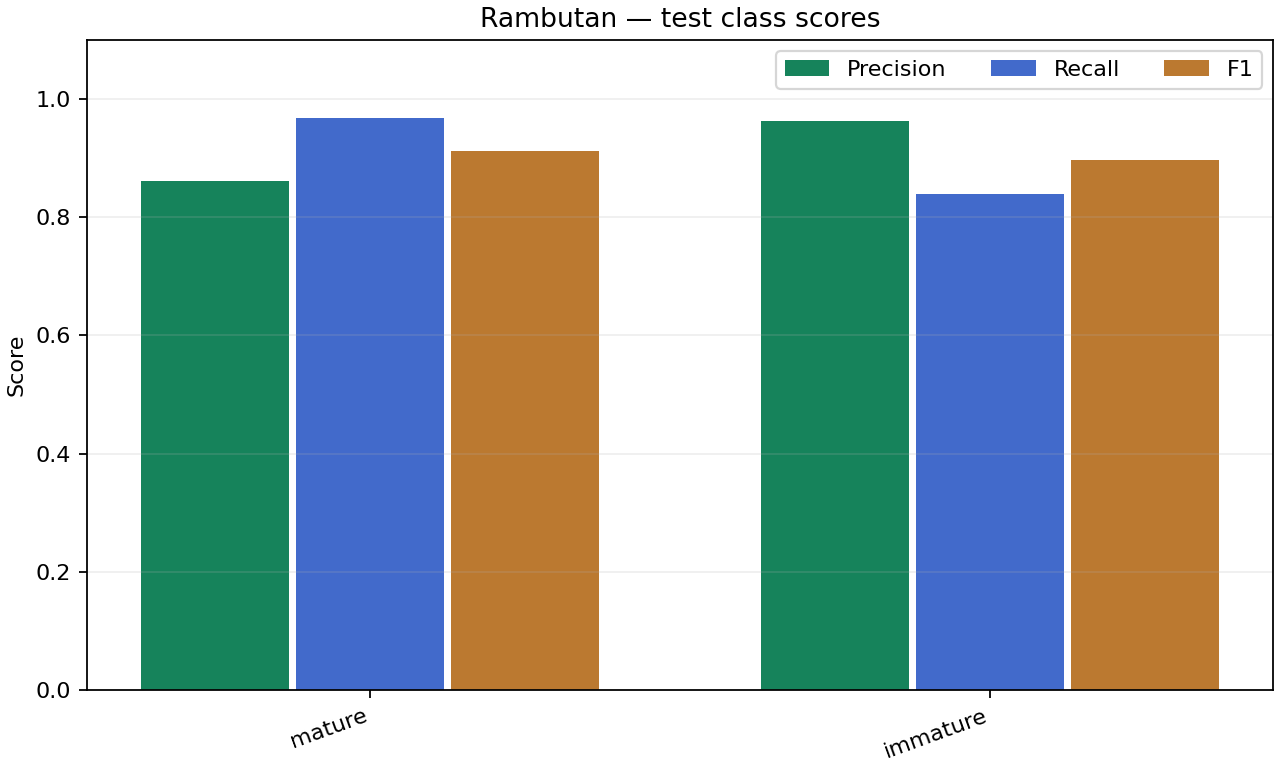 Rambutan — test class scores
Precision Recall F1
1.0
0.8
0.6
0.4
0.2
0.0
Score
mature
immature